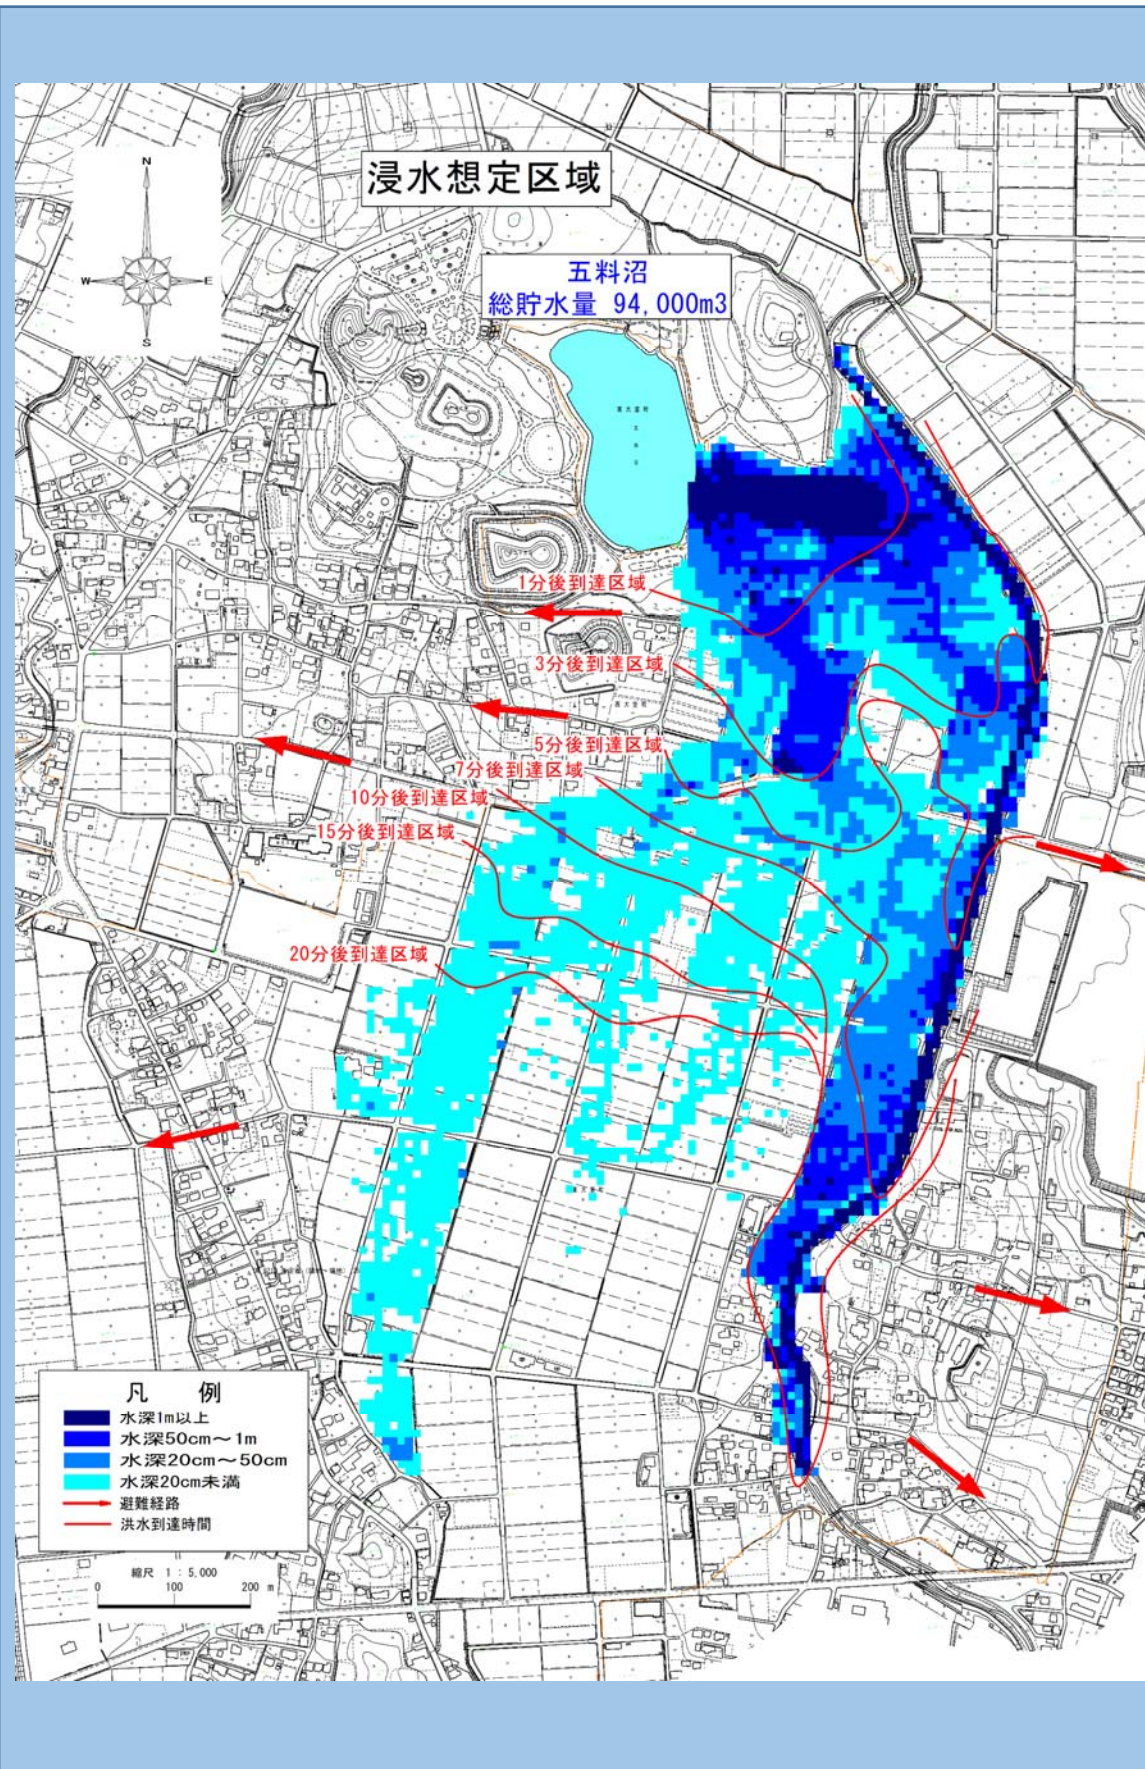 浸水想定区域
N
W
E
S
五料沼
総貯水量 94,000m3
1分後到達区域
3分後到達区域
西大室町
5分後到達区域
7分後到達区域
10分後到達区域
15分後到達区域
20分後到達区域
凡 例
水深1m以上
水深50cm～1m
水深20cm～50cm
水深20cm未満
避難経路
洪水到達時間
縮尺 1 : 5,000
0 100 200 m